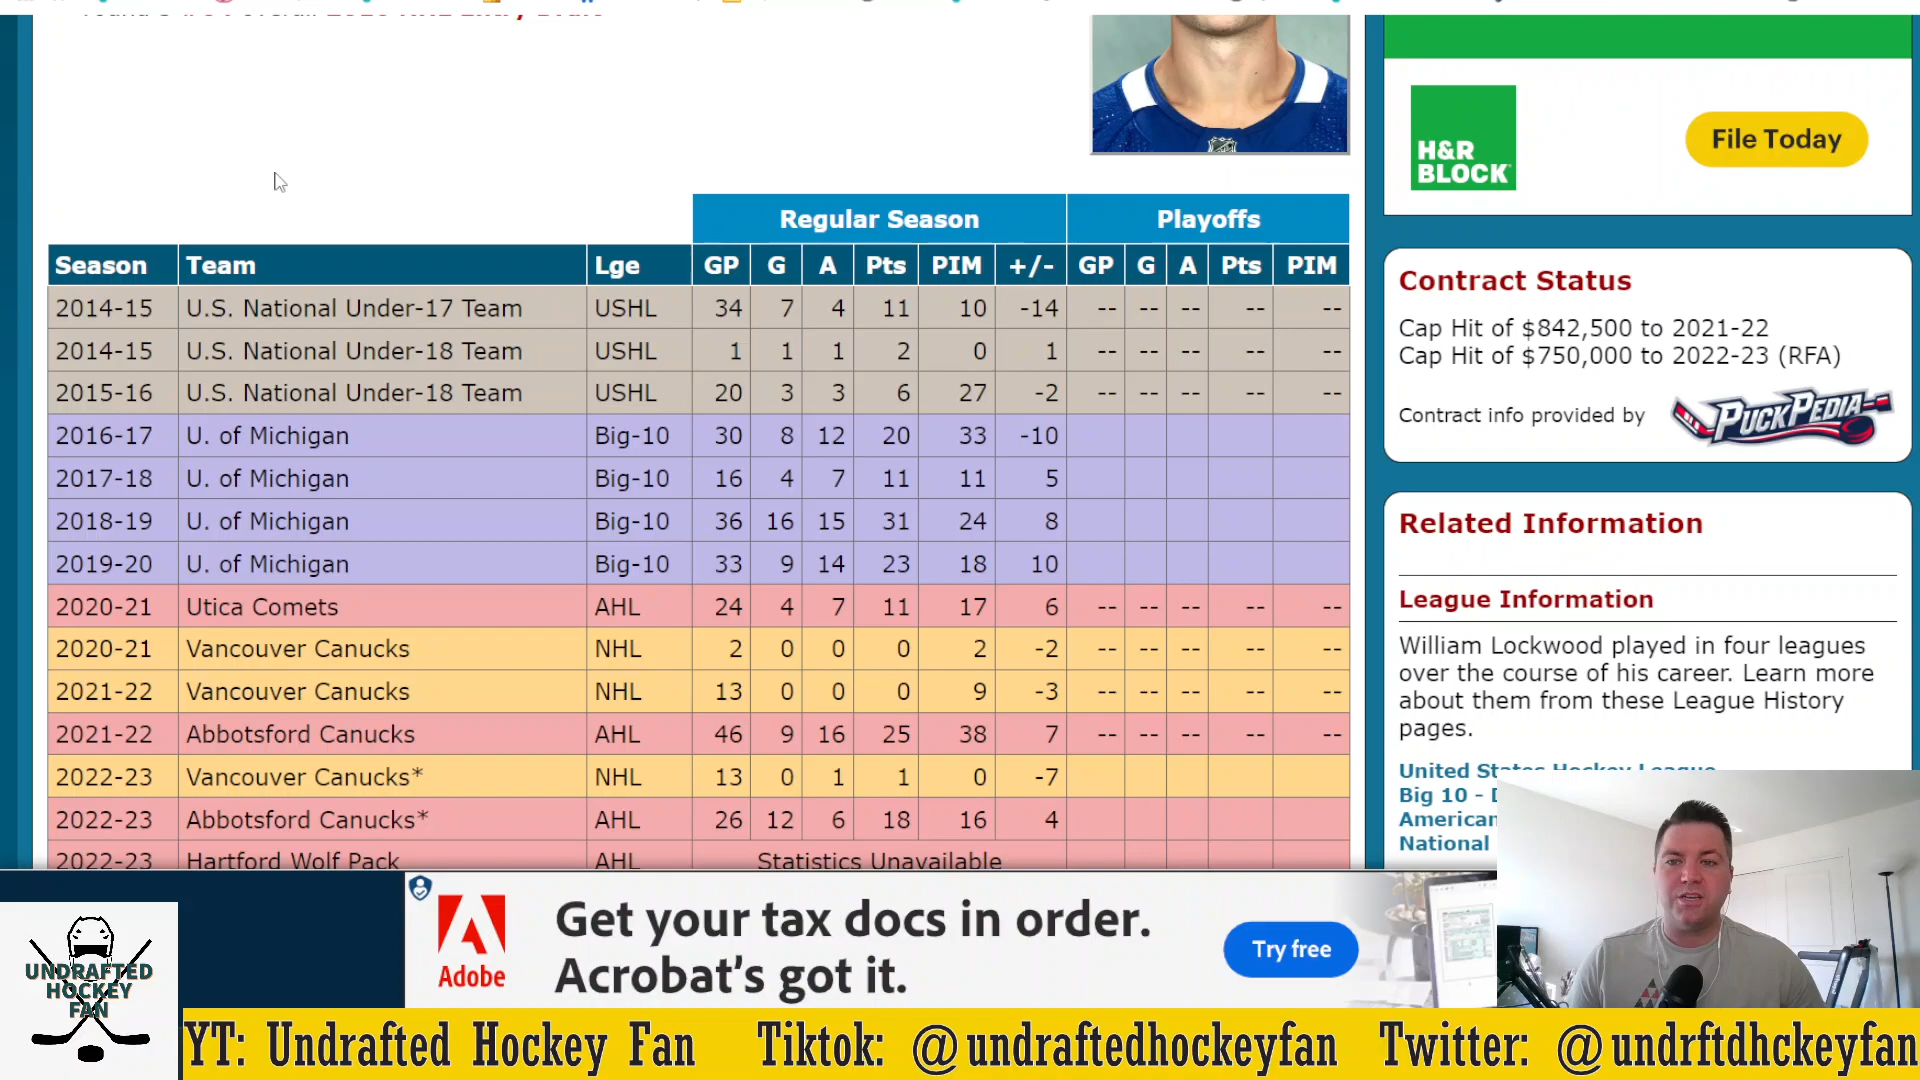 H&R
BLOCK
File Today
Regular Season Playoffs
Season Team Lge GP G A Pts PIM +/- GP G A Pts PIM
2014-15 U.S. National Under-17 Team USHL 34 7 4 11 10 -14 -- -- -- -- --
2014-15 U.S. National Under-18 Team USHL 1 1 1 2 0 1 -- -- -- -- --
2015-16 U.S. National Under-18 Team USHL 20 3 3 6 27 -2 -- -- -- -- --
2016-17 U. of Michigan Big-10 30 8 12 20 33 -10
2017-18 U. of Michigan Big-10 16 4 7 11 11 5
2018-19 U. of Michigan Big-10 36 16 15 31 24 8
2019-20 U. of Michigan Big-10 33 9 14 23 18 10
2020-21 Utica Comets AHL 24 4 7 11 17 6 -- -- -- -- --
2020-21 Vancouver Canucks NHL 2 0 0 0 2 -2 -- -- -- -- --
2021-22 Vancouver Canucks NHL 13 0 0 0 9 -3 -- -- -- -- --
2021-22 Abbotsford Canucks AHL 46 9 16 25 38 7 -- -- -- -- --
2022-23 Vancouver Canucks* NHL 13 0 1 1 0 -7
2022-23 Abbotsford Canucks* AHL 26 12 6 18 16 4
2022-23 Hartford Wolf Pack AHL Statistics Unavailable
Contract Status
Cap Hit of $842,500 to 2021-22
Cap Hit of $750,000 to 2022-23 (RFA)
Contract info provided by PUCKPEDIA
Related Information
League Information
William Lockwood played in four leagues
over the course of his career. Learn more
about them from these League History
pages.
United States Hockey League
Big 10 -
American
National
Adobe
Get your tax docs in order.
Acrobat's got it.
Try free
UNDRAFTED
HOCKEY
FAN
YT: Undrafted Hockey Fan Tiktok: @undraftedhockeyfan Twitter: @undrftdhckeyfan